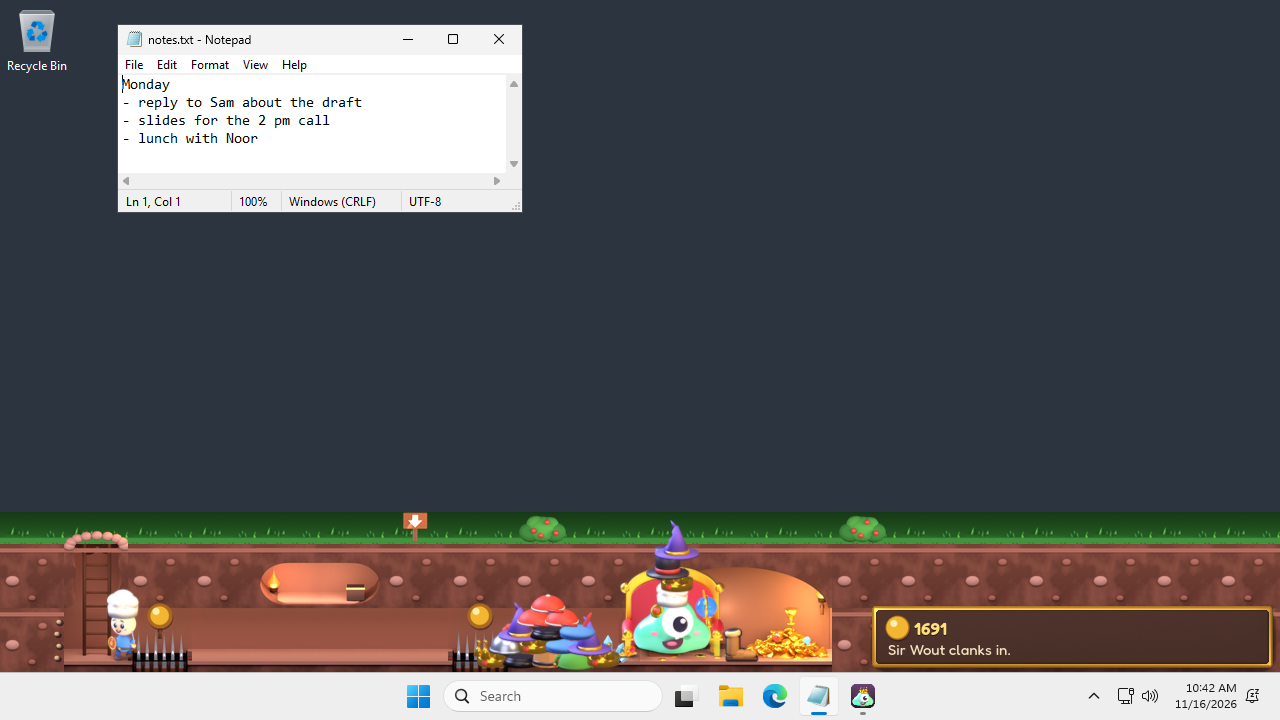 Recycle Bin
notes.txt - Notepad
File Edit Format View Help
Monday
- reply to Sam about the draft
- slides for the 2 pm call
- lunch with Noor
Ln 1, Col 1 100% Windows (CRLF) UTF-8
1691
Sir Wout clanks in.
Search
10:42 AM
11/16/2026